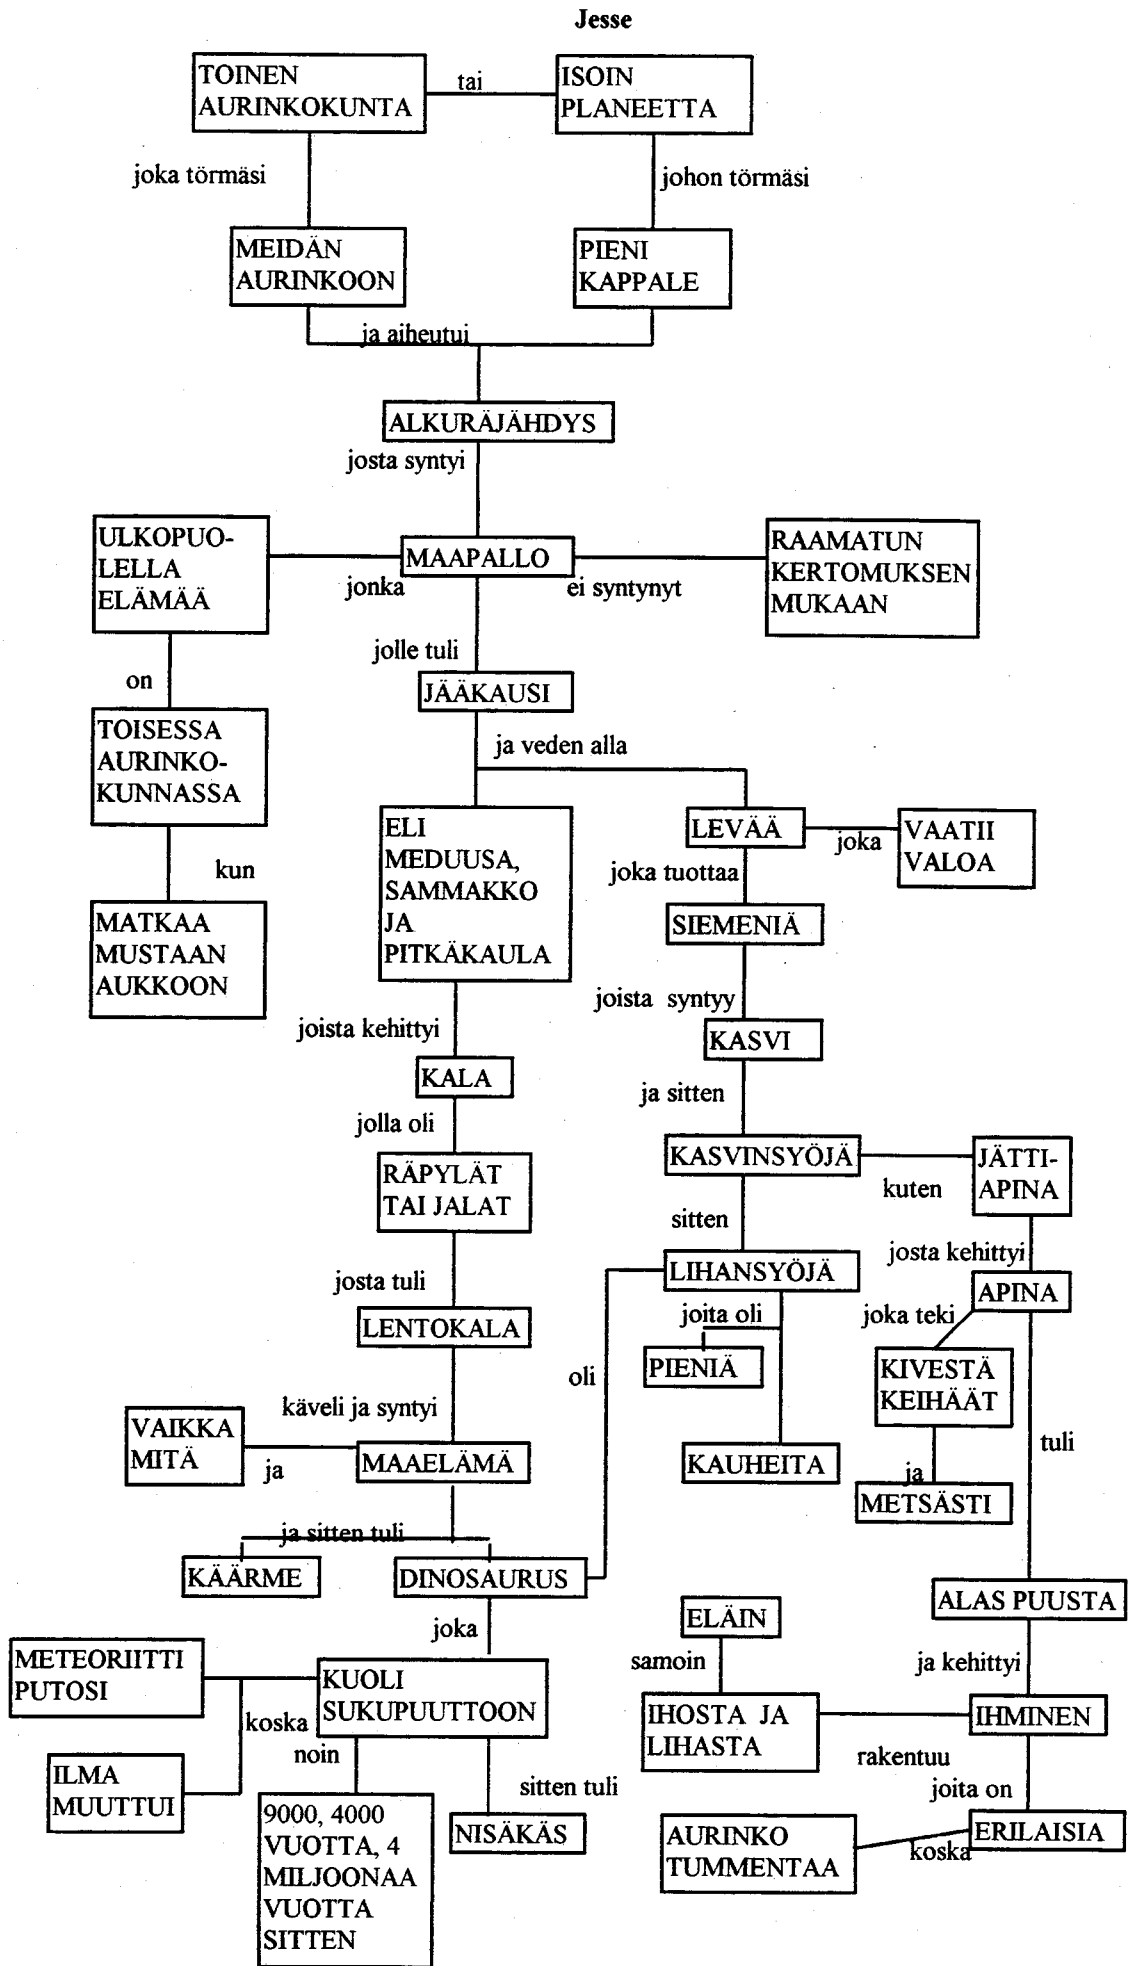 Jesse
TOINEN
AURINKOKUNTA
tai
ISOIN
PLANEETTA
joka törmäsi
johon törmäsi
MEIDÄN
AURINKOON
PIENI
KAPPALE
ja aiheutui
ALKURÄJÄHDYS
josta syntyi
ULKOPUO-
LELLA
ELÄMÄÄ
jonka
MAAPALLO
ei syntynyt
RAAMATUN
KERTOMUKSEN
MUKAAN
on
jolle tuli
JÄÄKAUSI
TOISESSA
AURINKO-
KUNNASSA
ja veden alla
kun
MATKAA
MUSTAAN
AUKKOON
ELI
MEDUUSA,
SAMMAKKO
JA
PITKÄKAULA
LEVÄÄ
joka
VAATII
VALOA
joka tuottaa
SIEMENIÄ
joista syntyy
KASVI
joista kehittyi
KALA
ja sitten
jolla oli
RÄPYLÄT
TAI JALAT
KASVINSYÖJÄ
kuten
JÄTTI-
APINA
sitten
josta kehittyi
josta tuli
LIHANSYÖJÄ
APINA
LENTOKALA
joita oli
joka teki
PIENIÄ
oli
KIVESTÄ
KEIHÄÄT
käveli ja syntyi
VAIKKA
MITÄ
ja
MAAELÄMÄ
KAUHEITA
tuli
ja
METSÄSTI
ja sitten tuli
KÄÄRME
DINOSAURUS
ALAS PUUSTA
joka
ELÄIN
METEORIITTI
PUTOSI
KUOLI
SUKUPUUTTOON
samoin
ja kehittyi
koska
IHOSTA JA
LIHASTA
rakentuu
IHMINEN
ILMA
MUUTTUI
noin
sitten tuli
joita on
9000, 4000
VUOTTA, 4
MILJOONAA
VUOTTA
SITTEN
NISÄKÄS
AURINKO
TUMMENTAA
koska
ERILAISIA